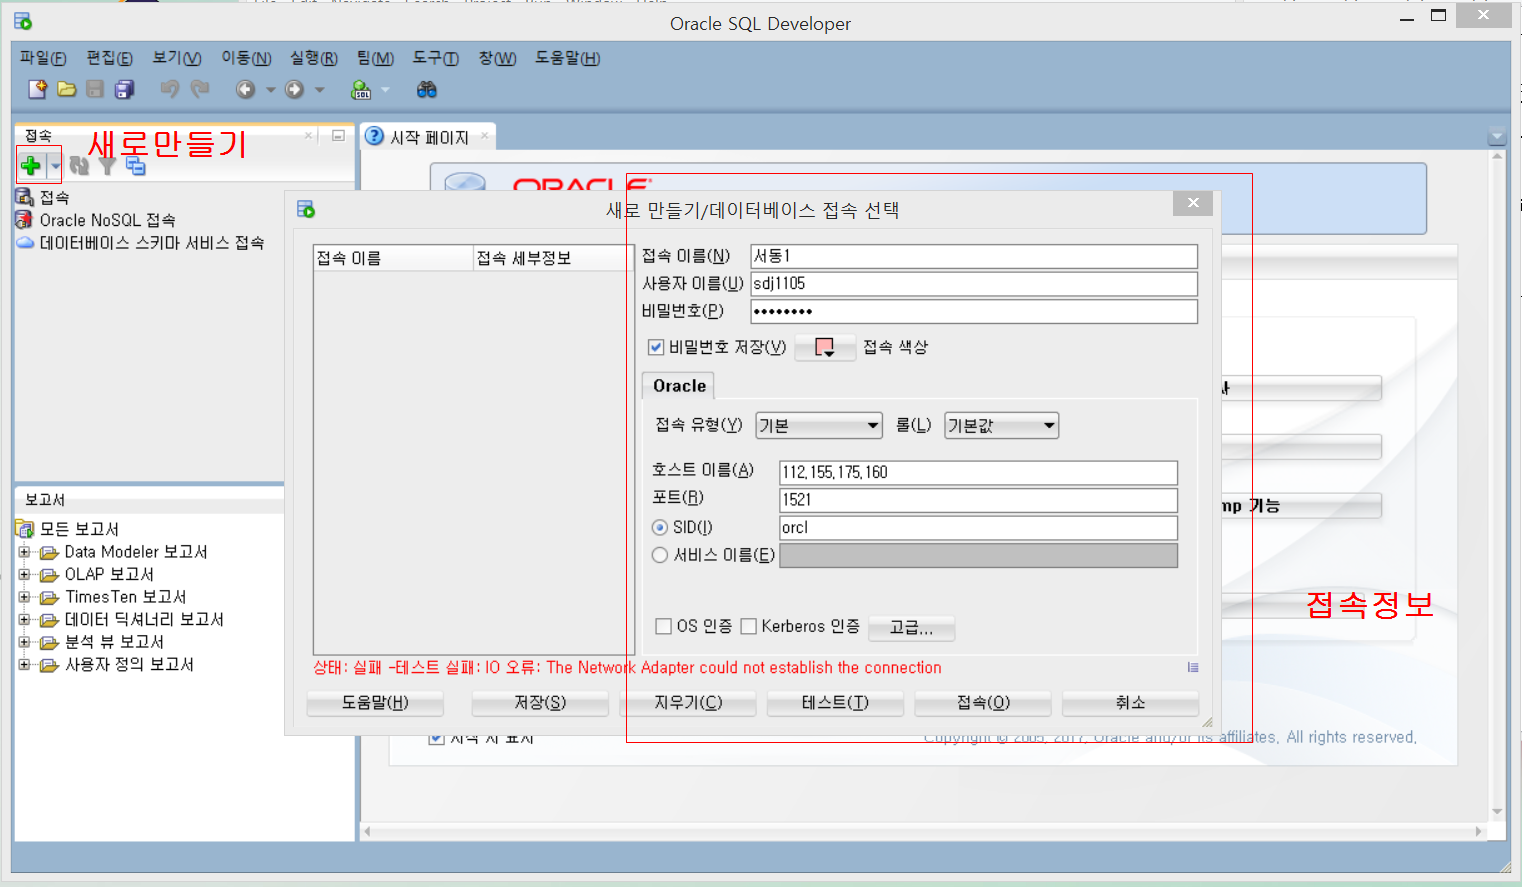 Oracle SQL Developer
파일(F) 편집(E) 보기(V) 이동(N) 실행(R) 팀(M) 도구(T) 창(W) 도움말(H)
접속
새로만들기
시작 페이지
접속
Oracle NoSQL 접속
데이터베이스 스키마 서비스 접속
ORACLE
새로 만들기/데이터베이스 접속 선택
접속 이름 접속 세부정보
접속 이름(N) 서동1
사용자 이름(U) sdj1105
비밀번호(P) ••••••••
비밀번호 저장(V) 접속 색상
Oracle
접속 유형(Y) 기본 롤(L) 기본값
호스트 이름(A) 112,155,175,160
포트(R) 1521
SID(I) orcl
서비스 이름(E)
OS 인증 Kerberos 인증 고급...
상태: 실패 -테스트 실패: IO 오류: The Network Adapter could not establish the connection
도움말(H) 저장(S) 지우기(C) 테스트(T) 접속(O) 취소
mp 기능
접속정보
보고서
모든 보고서
Data Modeler 보고서
OLAP 보고서
TimesTen 보고서
데이터 딕셔너리 보고서
분석 뷰 보고서
사용자 정의 보고서
시작 시 표시
Copyright © 2005, 2017, Oracle and/or its affiliates, All rights reserved,